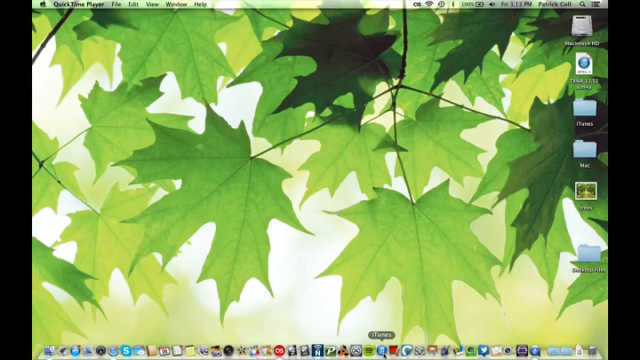 QuickTime Player File Edit View Window Help
100% Fri 3:13 PM Patrick Coll
Macintosh HD
iTunes
Mac
iTunes